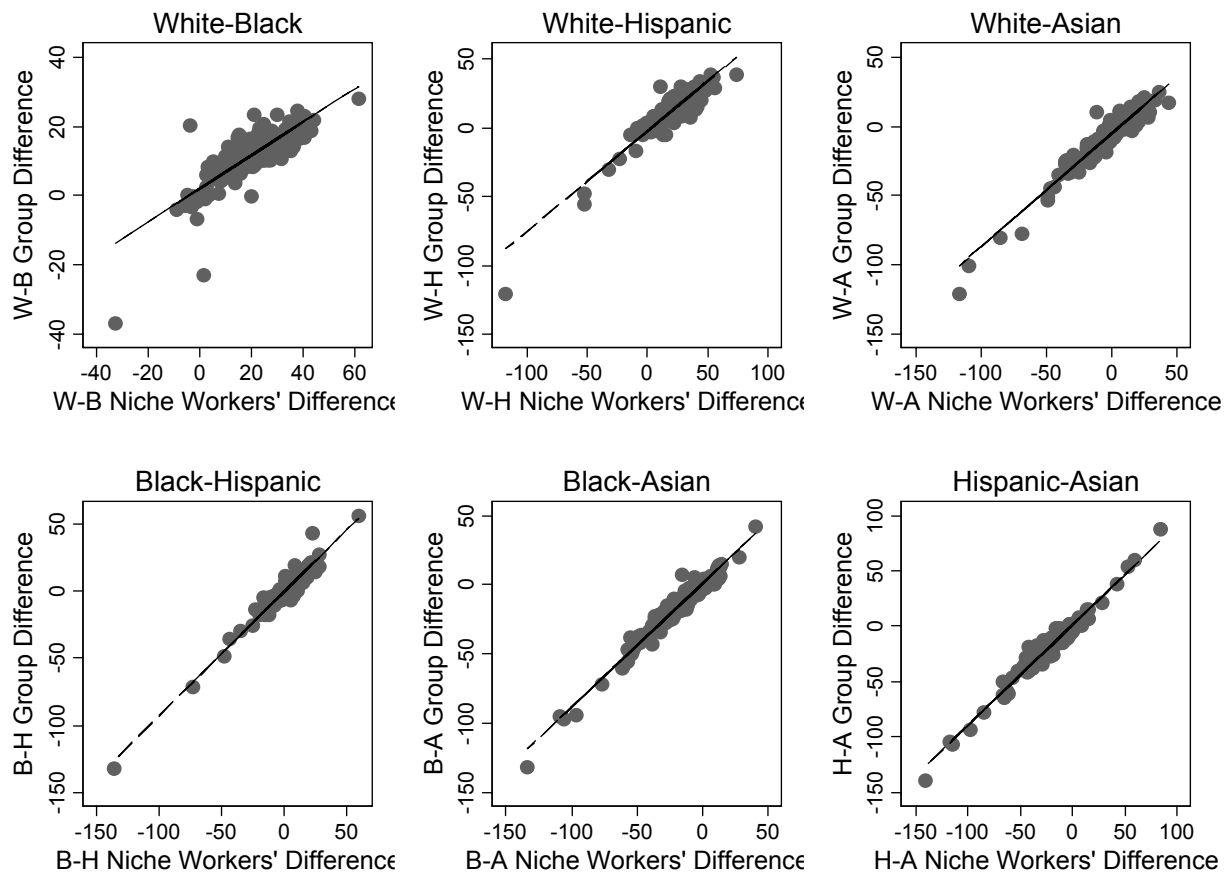 White-Black
W-B Group Difference
40
20
0
-20
-40
-40 -20 0 20 40 60
W-B Niche Workers' Difference
White-Hispanic
W-H Group Difference
50
0
-50
-100
-150
-100 -50 0 50 100
W-H Niche Workers' Difference
White-Asian
W-A Group Difference
50
0
-50
-100
-150
-150 -100 -50 0 50
W-A Niche Workers' Difference
Black-Hispanic
B-H Group Difference
50
0
-50
-100
-150
-150 -100 -50 0 50
B-H Niche Workers' Difference
Black-Asian
B-A Group Difference
50
0
-50
-100
-150
-150 -100 -50 0 50
B-A Niche Workers' Difference
Hispanic-Asian
H-A Group Difference
100
50
0
-50
-100
-150
-150 -100 -50 0 50 100
H-A Niche Workers' Difference